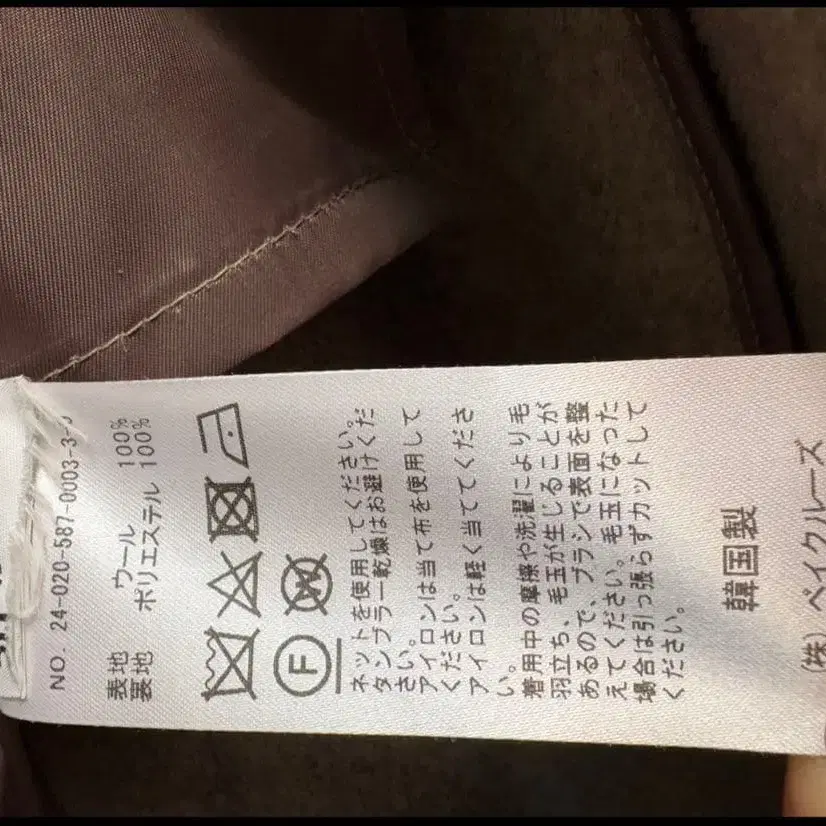 NO. 24-020-587-0003-3-
表地 ウール 100%
裏地 ポリエステル 100%
F W
ネットを使用してください。
タンブラー乾燥はお避けくだ
さい。
アイロンは当て布を使用して
ください。
アイロンは軽く当ててくださ
い。
着用中の摩擦や洗濯により毛
羽立ち、毛玉が生じることが
あるので、ブラシで表面を整
えてください。毛玉になった
場合は引っ張らずカットして
ください。
韓国製
(株)ベイクルーズ